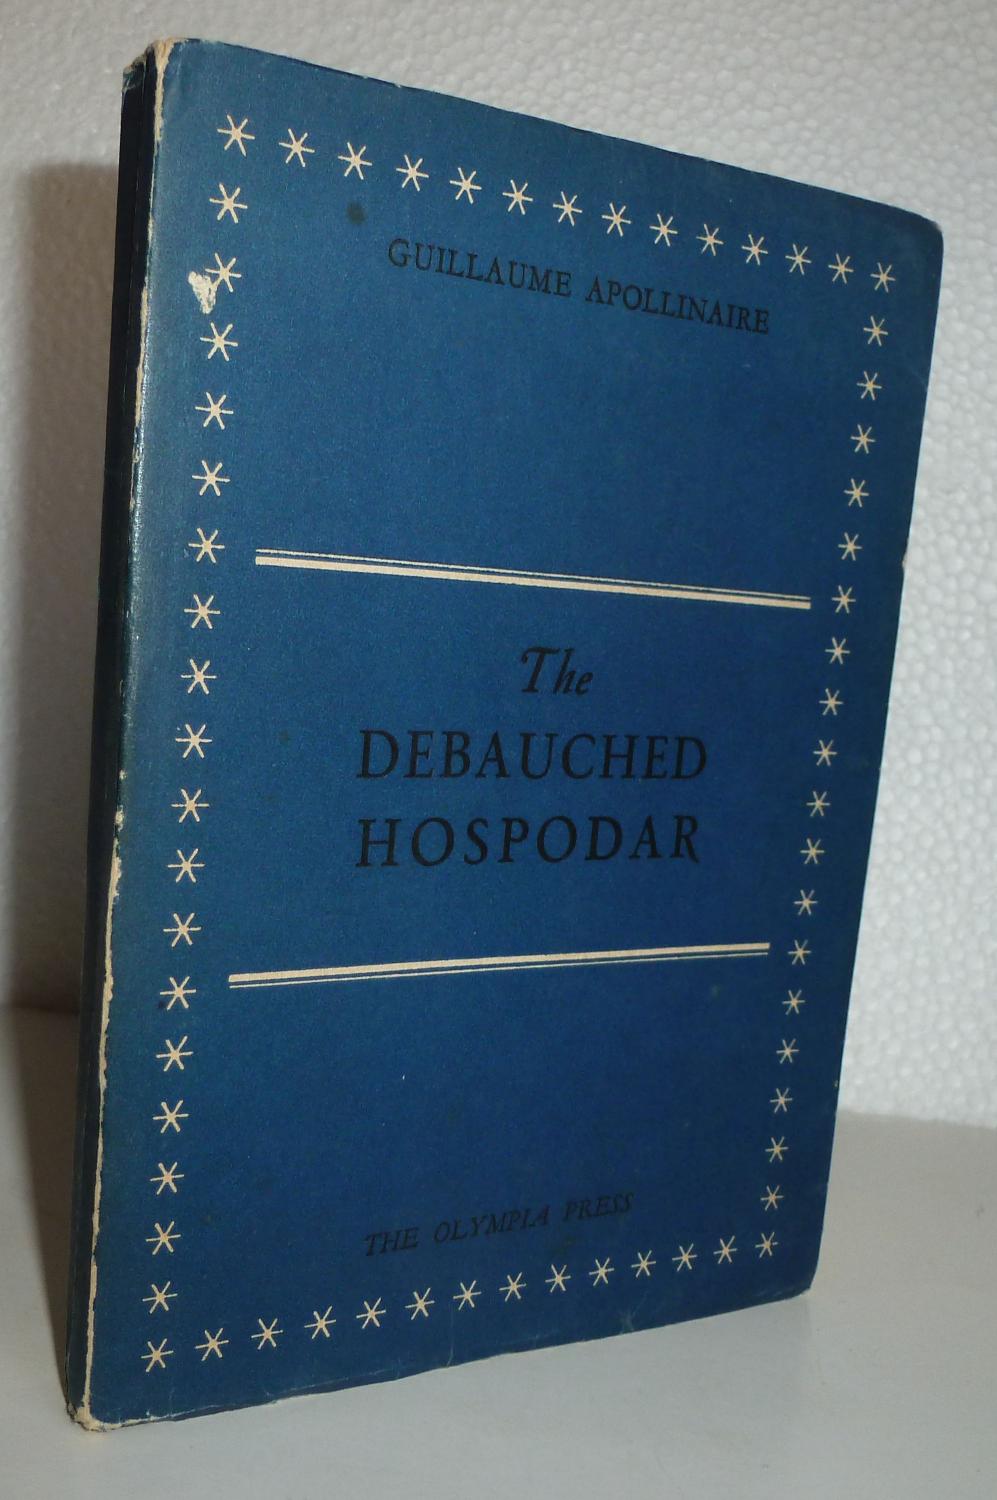 GUILLAUME APOLLINAIRE
The
DEBAUCHED
HOSPODAR
THE OLYMPIA PRESS